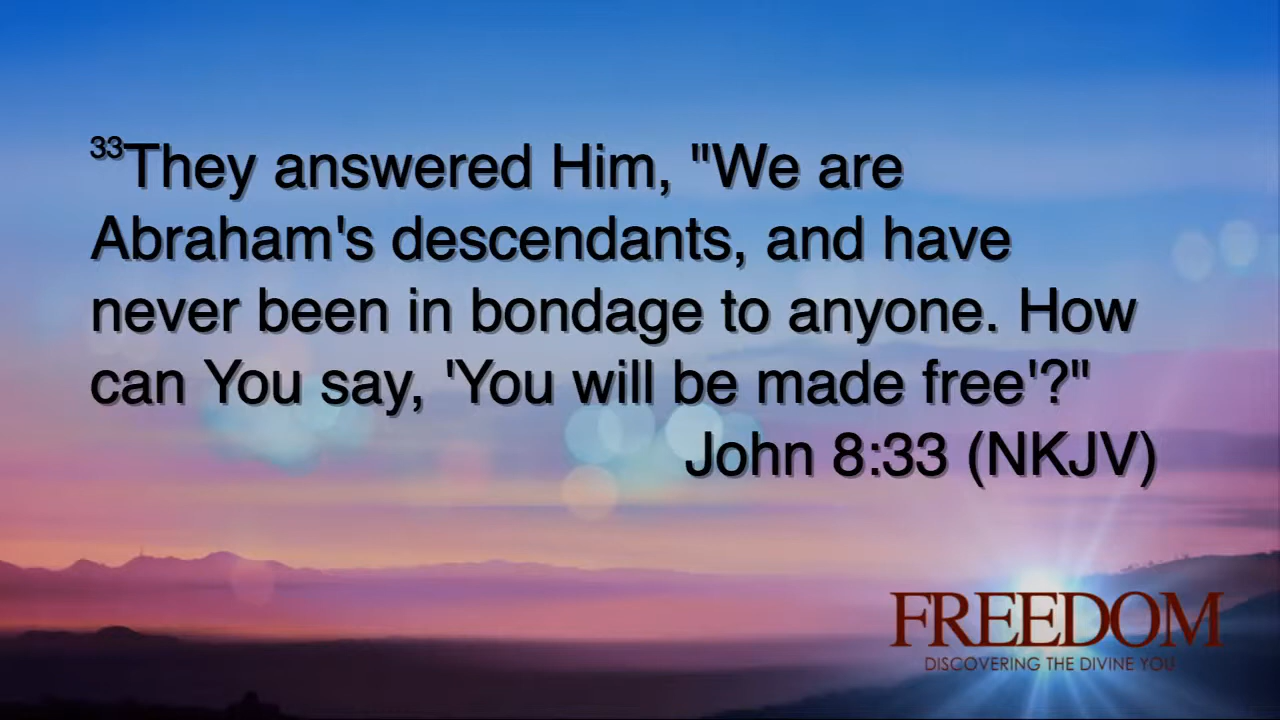 33They answered Him, "We are
Abraham's descendants, and have
never been in bondage to anyone. How
can You say, 'You will be made free'?"
John 8:33 (NKJV)
FREEDOM
DISCOVERING THE DIVINE YOU